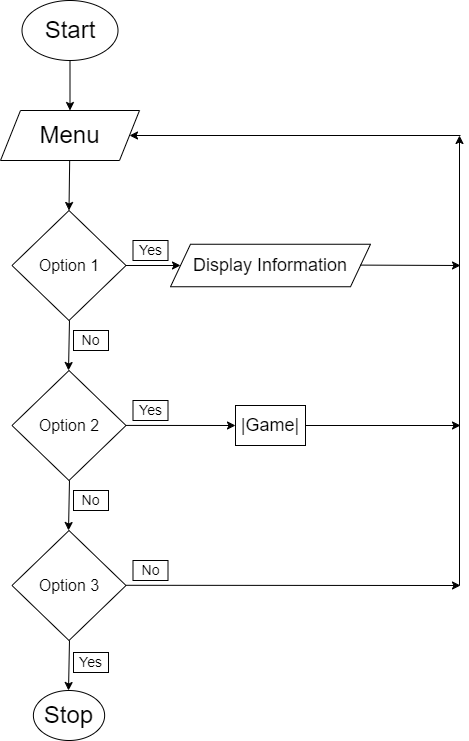 Start
Menu
Option 1
Yes
Display Information
No
Option 2
Yes
|Game|
No
Option 3
No
Yes
Stop